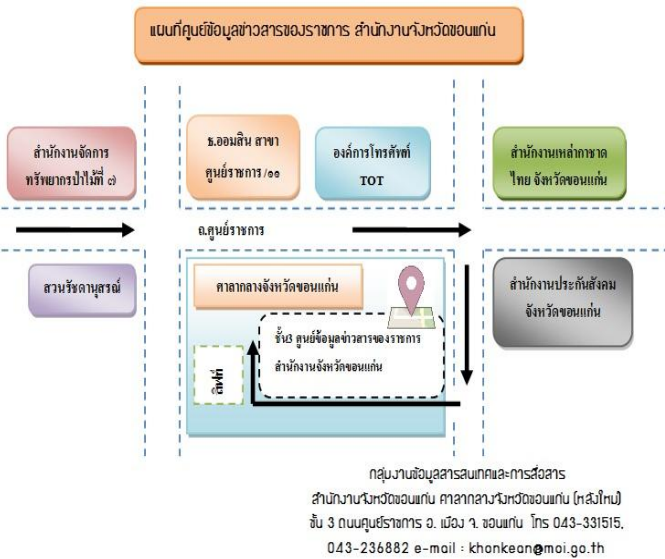 แผนที่ศูนย์ข้อมูลข่าวสารของราชการ สำนักงานจังหวัดขอนแก่น
สำนักงานจัดการ
ทรัพยากรป่าไม้ที่ ๗
ธ.ออมสิน สาขา
ศูนย์ราชการ/๑๑
องค์การโทรศัพท์
TOT
สำนักงานเหล่ากาชาด
ไทย จังหวัดขอนแก่น
ถ.ศูนย์ราชการ
สวนรัชดานุสรณ์
ศาลากลางจังหวัดขอนแก่น
สำนักงานประกันสังคม
จังหวัดขอนแก่น
ชั้น3 ศูนย์ข้อมูลข่าวสารของราชการ
สำนักงานจังหวัดขอนแก่น
ลิฟท์
กลุ่มงานข้อมูลสารสนเทศและการสื่อสาร
สำนักงานจังหวัดขอนแก่น ศาลากลางจังหวัดขอนแก่น (หลังใหม่)
ชั้น 3 ถนนศูนย์ราชการ อ. เมือง จ. ขอนแก่น โทร 043-331515,
043-236882 e-mail : khonkean@moi.go.th